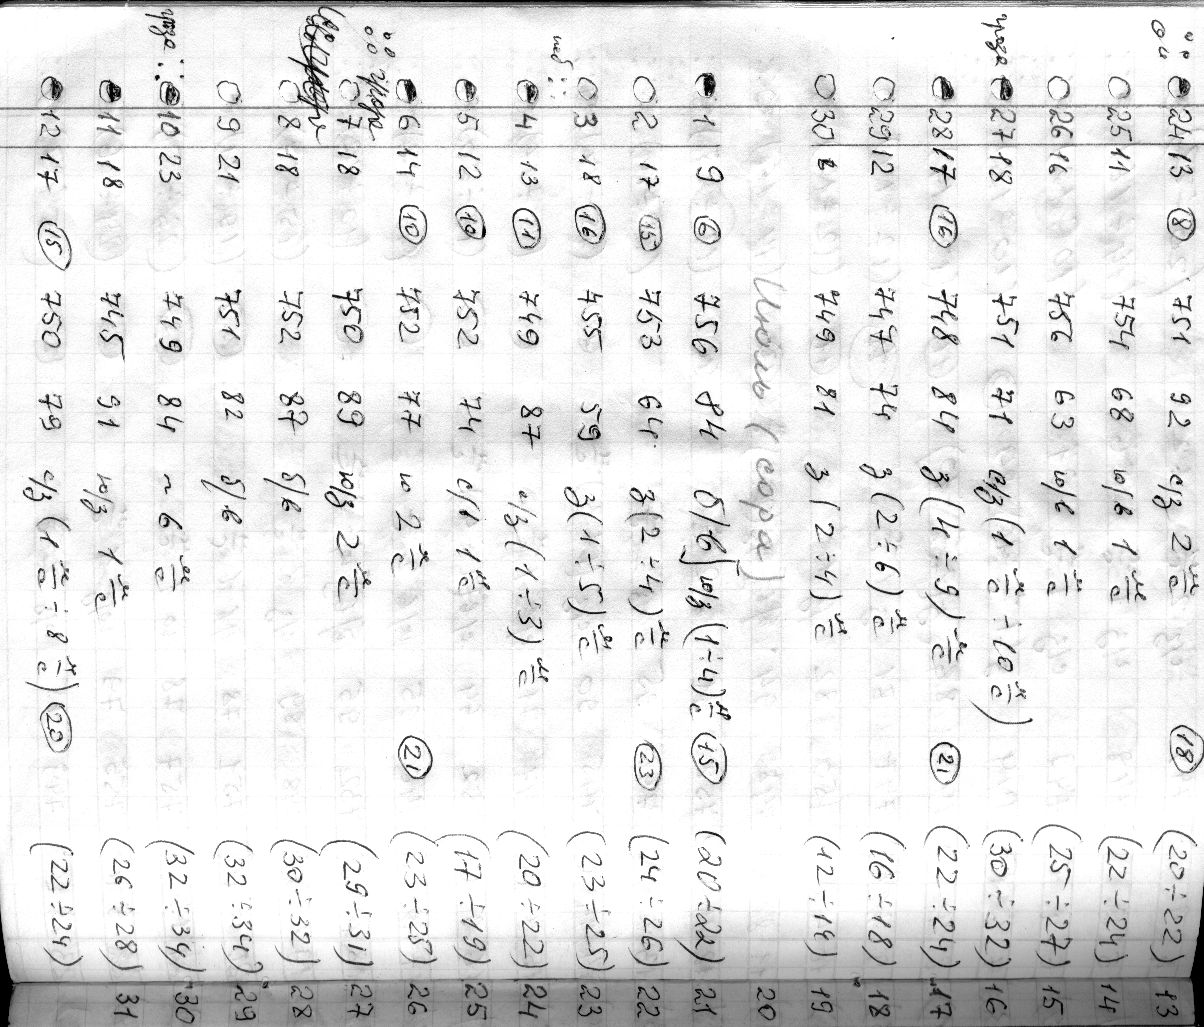 24 13 (8) 751 92 с/з 2 м/с (18) (20÷22) 13
25 11 754 68 ю/в 1 м/с (22÷24) 14
26 16 756 63 ю/в 1 м/с (25÷27) 15
гроза 27 18 751 71 (1 м/с ÷ 10 м/с) (30÷32) 16
28 17 (16) 748 84 з (4÷9) м/с (21) (22÷24) 17
29 12 747 74 з (2÷6) м/с (16÷18) 18
30 749 81 з (2÷4) м/с (12÷14) 19
Июль (сора) 20
1 9 (6) 756 84 б/в ю/з (1÷4) м/с (15) (20÷22) 21
2 17 (15) 753 64 з (2÷4) м/с (23) (24÷26) 22
3 18 (16) 755 59 з (1÷5) м/с (23÷25) 23
4 13 (11) 749 87 с/з (1÷3) м/с (20÷22) 24
5 12 (10) 752 74 с/в 1 м/с (17÷19) 25
6 14 (10) 752 77 ю 2 м/с (21) (23÷25) 26
7 18 750 89 ю/з 2 м/с (29÷31) 27
8 18 752 87 б/в (30÷32) 28
9 21 751 82 б/в (32÷34) 29
10 23 749 84 6 м/с (32÷34) 30
11 18 745 91 ю/з 1 м/с (26÷28) 31
12 17 (15) 750 79 с/з (1 м/с ÷ 8 м/с) (20) (22÷24)